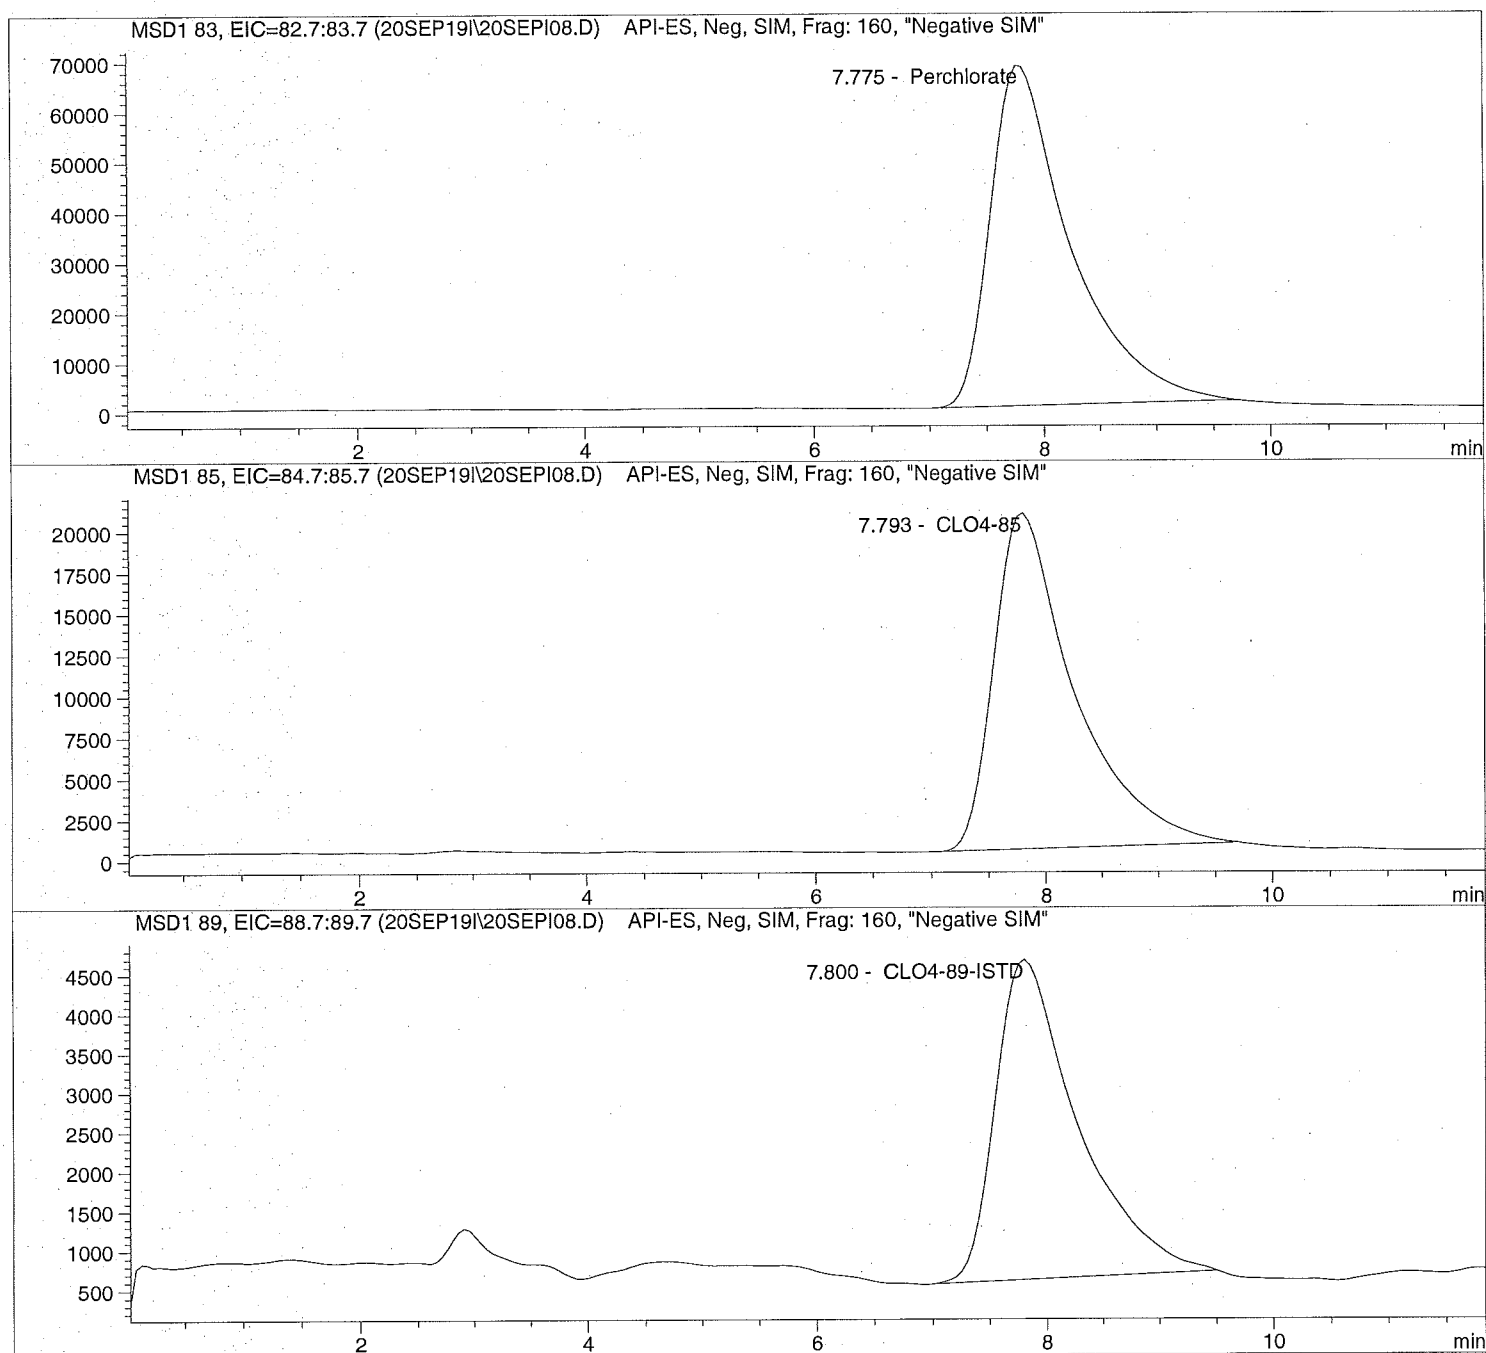 MSD1 83, EIC=82.7:83.7 (20SEP19I\20SEPI08.D) API-ES, Neg, SIM, Frag: 160, "Negative SIM"
70000
7.775 - Perchlorate
60000
50000
40000
30000
20000
10000
0
2 4 6 8 10 min
MSD1 85, EIC=84.7:85.7 (20SEP19I\20SEPI08.D) API-ES, Neg, SIM, Frag: 160, "Negative SIM"
7.793 - CLO4-85
20000
17500
15000
12500
10000
7500
5000
2500
0
2 4 6 8 10 min
MSD1 89, EIC=88.7:89.7 (20SEP19I\20SEPI08.D) API-ES, Neg, SIM, Frag: 160, "Negative SIM"
7.800 - CLO4-89-ISTD
4500
4000
3500
3000
2500
2000
1500
1000
500
2 4 6 8 10 min